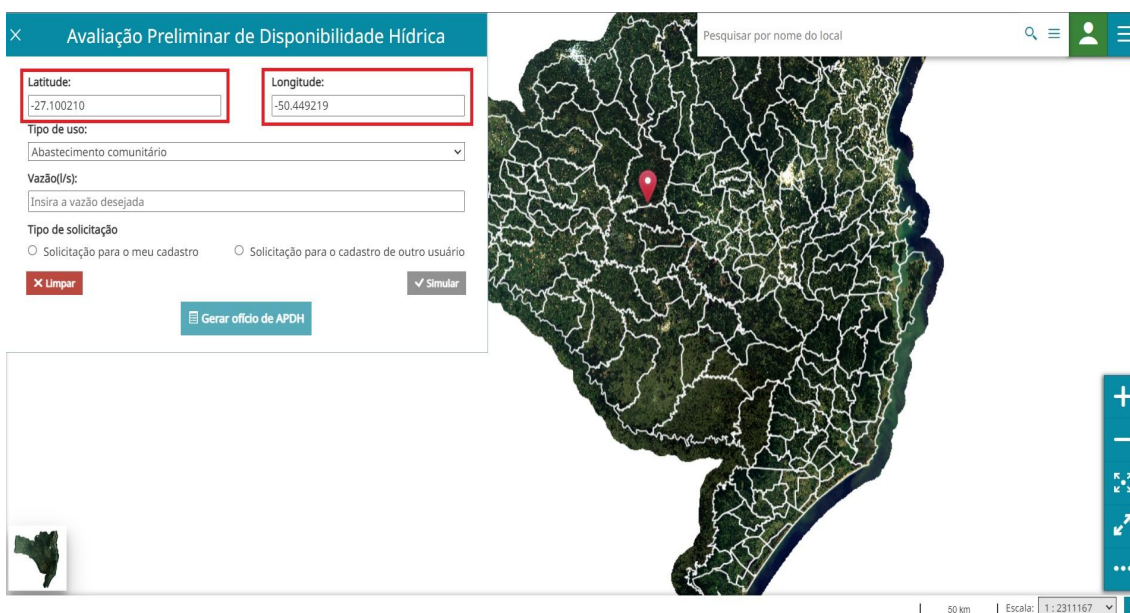 Avaliação Preliminar de Disponibilidade Hídrica
Pesquisar por nome do local
Latitude:
Longitude:
-27.100210
-50.449219
Tipo de uso:
Abastecimento comunitário
Vazão(l/s):
Insira a vazão desejada
Tipo de solicitação
Solicitação para o meu cadastro
Solicitação para o cadastro de outro usuário
Limpar
Simular
Gerar ofício de APDH
50 km
Escala:
1 : 2311167